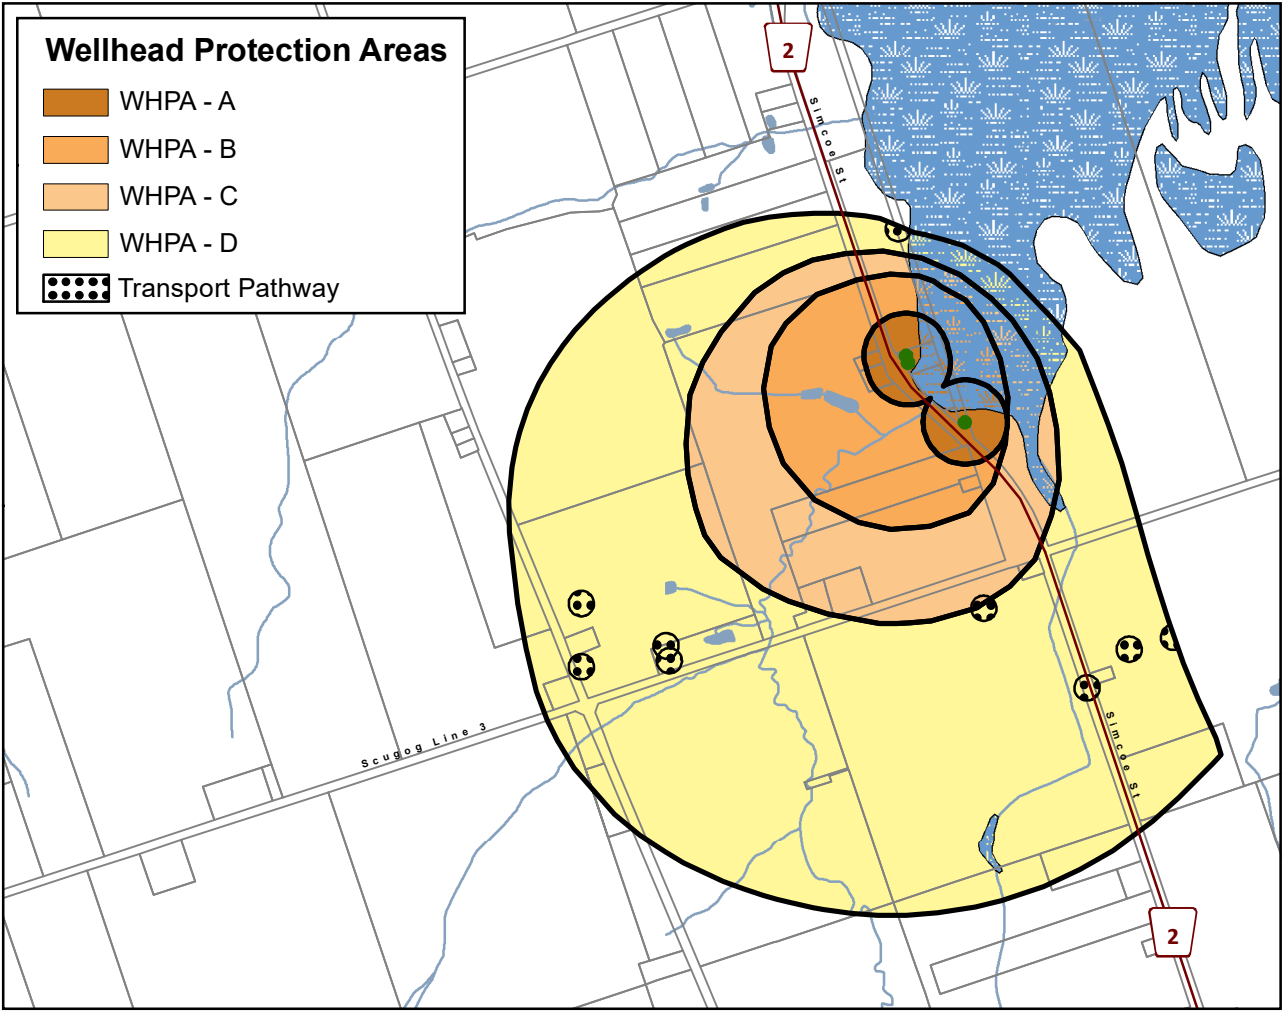 Wellhead Protection Areas
WHPA - A
WHPA - B
WHPA - C
WHPA - D
Transport Pathway
2
Simcoe St
Scugog Line 3
Simcoe St
2